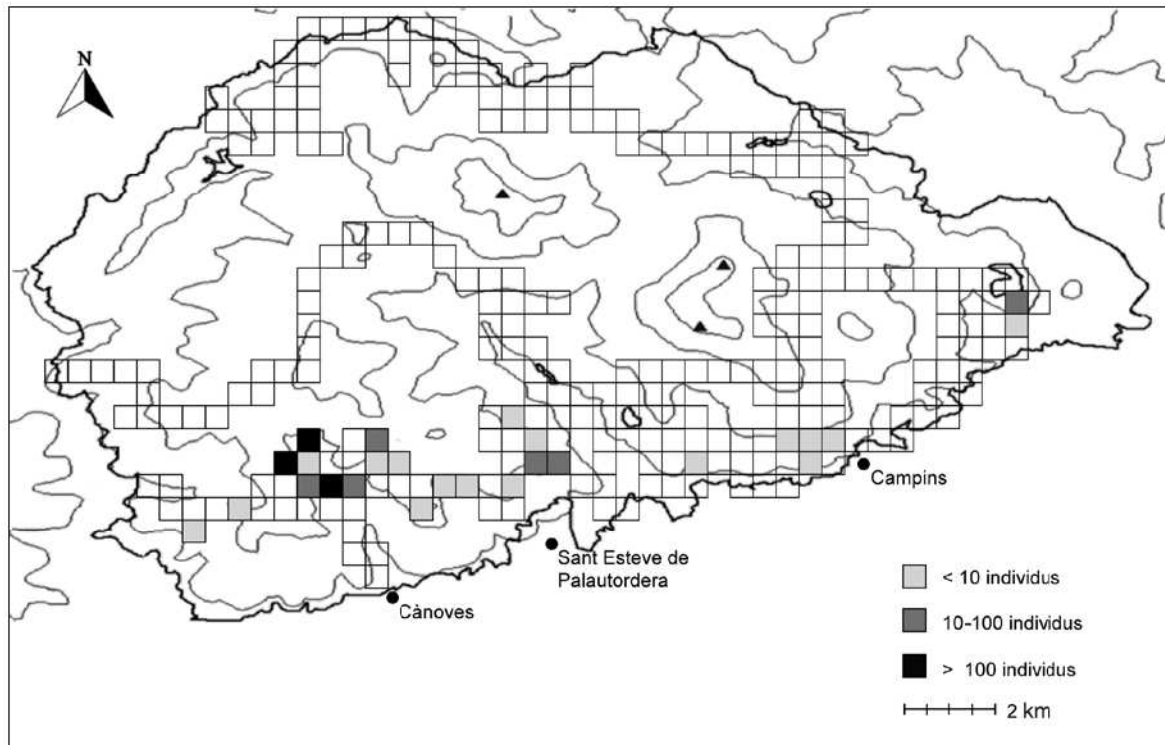 N
Campins
Sant Esteve de
Palautordera
Cànoves
< 10 individus
10-100 individus
> 100 individus
2 km